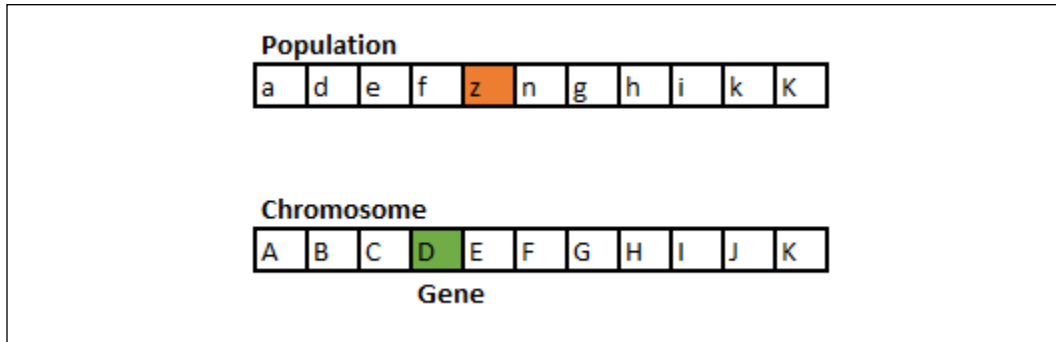 Population
a d e f z n g h i k K
Chromosome
A B C D E F G H I J K
Gene